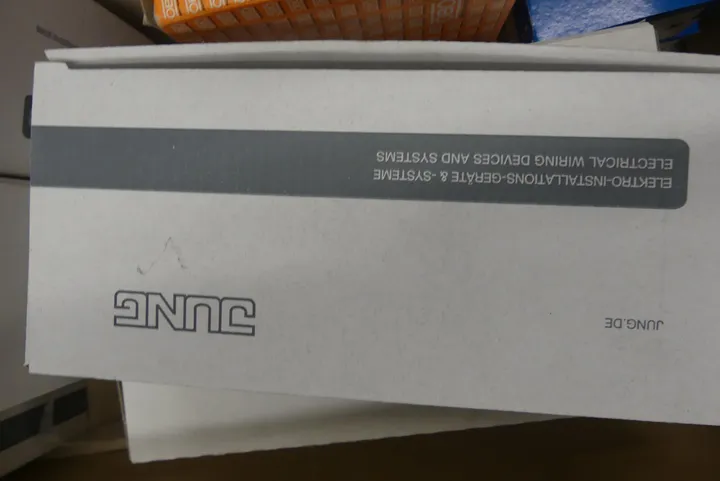 ELEKTRO-INSTALLATIONS-GERÄTE & -SYSTEME
ELECTRICAL WIRING DEVICES AND SYSTEMS
JUNG.DE
JUNG